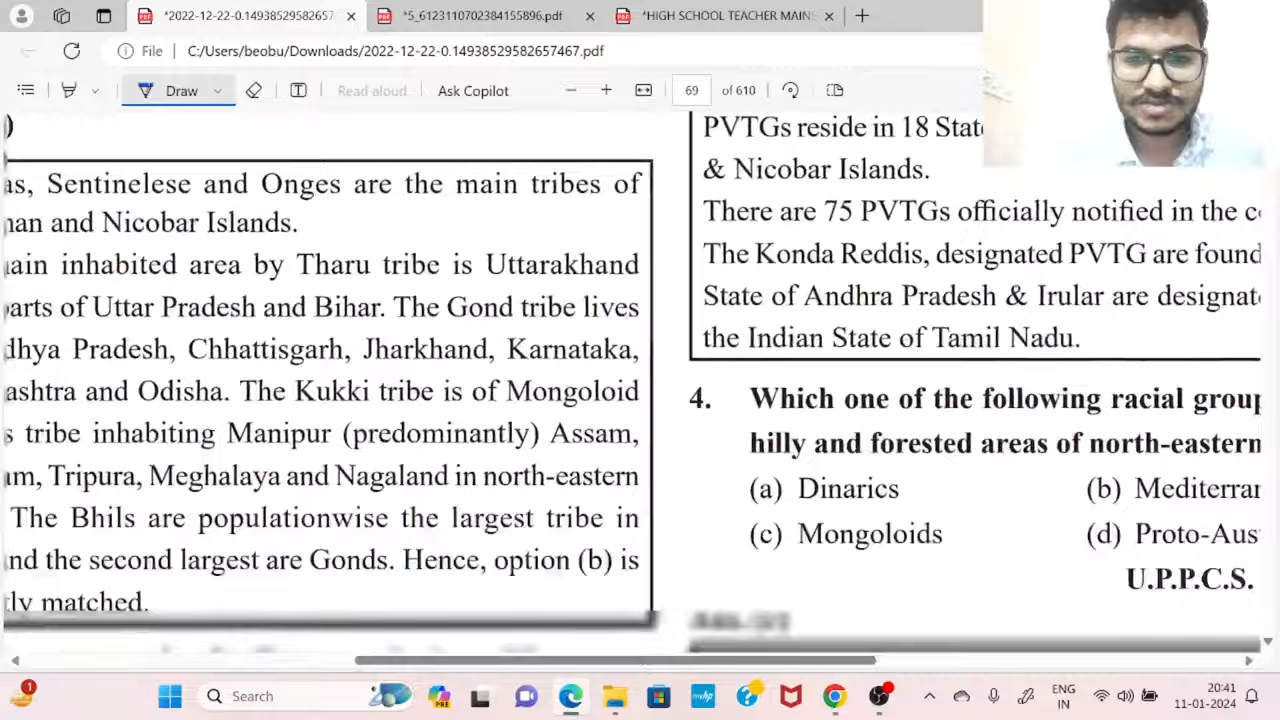 *2022-12-22-0.14938529582657
*5_6123110702384155896.pdf
*HIGH SCHOOL TEACHER MAINS
File
C:/Users/beobu/Downloads/2022-12-22-0.14938529582657467.pdf
Draw
Read aloud
Ask Copilot
69 of 610
)
as, Sentinelese and Onges are the main tribes of
nan and Nicobar Islands.
ain inhabited area by Tharu tribe is Uttarakhand
parts of Uttar Pradesh and Bihar. The Gond tribe lives
dhya Pradesh, Chhattisgarh, Jharkhand, Karnataka,
ashtra and Odisha. The Kukki tribe is of Mongoloid
s tribe inhabiting Manipur (predominantly) Assam,
am, Tripura, Meghalaya and Nagaland in north-eastern
The Bhils are populationwise the largest tribe in
nd the second largest are Gonds. Hence, option (b) is
tly matched.
PVTGs reside in 18 State
& Nicobar Islands.
There are 75 PVTGs officially notified in the c
The Konda Reddis, designated PVTG are found
State of Andhra Pradesh & Irular are designat
the Indian State of Tamil Nadu.
4. Which one of the following racial group
hilly and forested areas of north-eastern
(a) Dinarics (b) Mediterran
(c) Mongoloids (d) Proto-Aus
U.P.P.C.S.
1
Search
PRE
ENG
IN
20:41
11-01-2024